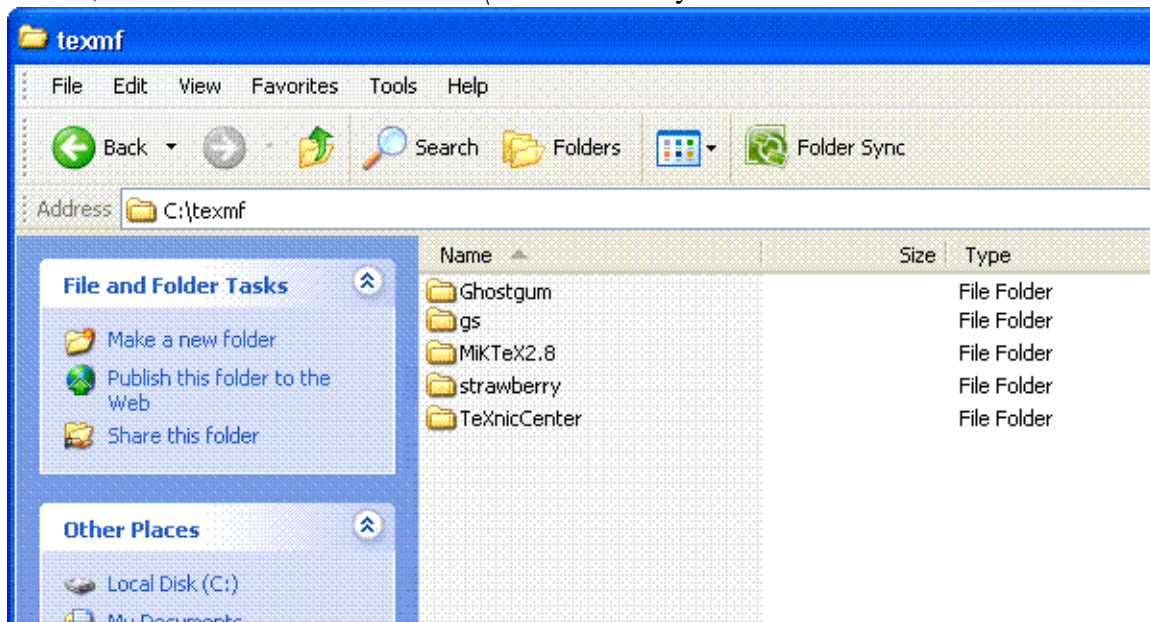 texmf
File Edit View Favorites Tools Help
Back Search Folders Folder Sync
Address C:\texmf
Name Size Type
File and Folder Tasks
Make a new folder
Publish this folder to the
Web
Share this folder
Other Places
Local Disk (C:)
My Documents
Ghostgum File Folder
gs File Folder
MiKTeX2.8 File Folder
strawberry File Folder
TeXnicCenter File Folder